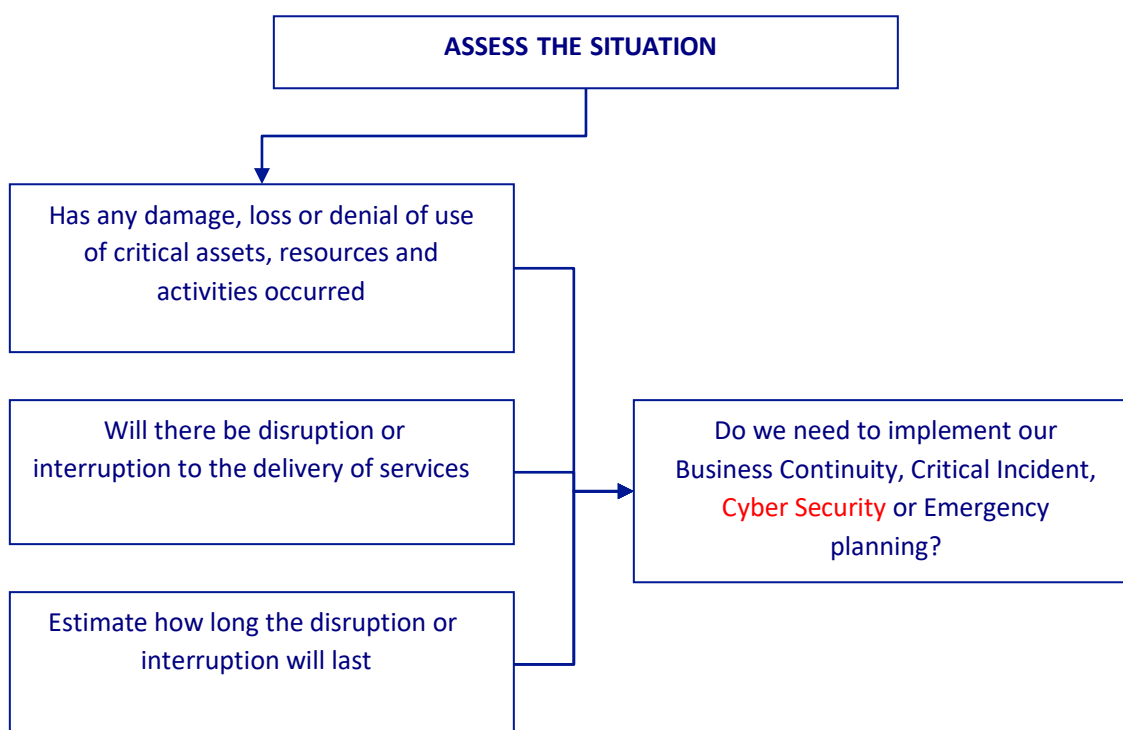 ASSESS THE SITUATION
Has any damage, loss or denial of use
of critical assets, resources and
activities occurred
Will there be disruption or
interruption to the delivery of services
Do we need to implement our
Business Continuity, Critical Incident,
Cyber Security or Emergency
planning?
Estimate how long the disruption or
interruption will last